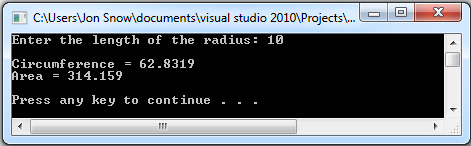 C:\Users\Jon Snow\documents\visual studio 2010\Projects\...
Enter the length of the radius: 10
Circumference = 62.8319
Area = 314.159
Press any key to continue . . .